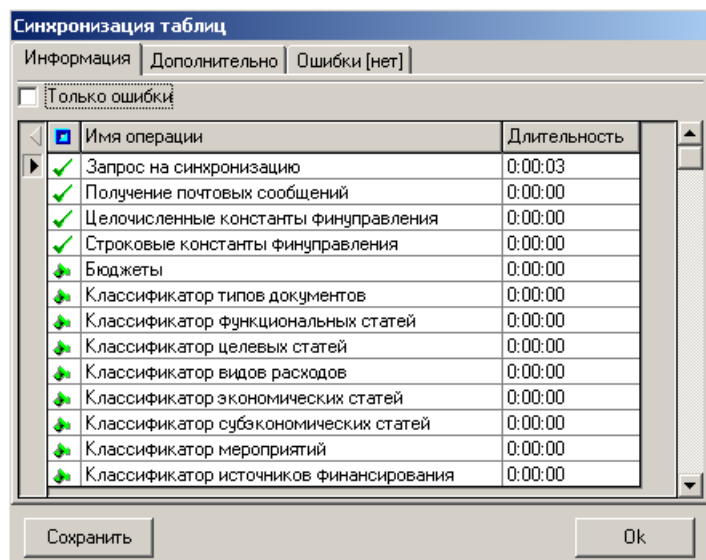 Синхронизация таблиц
Информация Дополнительно Ошибки [нет]
Только ошибки
Имя операции Длительность
Запрос на синхронизацию 0:00:03
Получение почтовых сообщений 0:00:00
Целочисленные константы финуправления 0:00:00
Строковые константы финуправления 0:00:00
Бюджеты 0:00:00
Классификатор типов документов 0:00:00
Классификатор функциональных статей 0:00:00
Классификатор целевых статей 0:00:00
Классификатор видов расходов 0:00:00
Классификатор экономических статей 0:00:00
Классификатор субэкономических статей 0:00:00
Классификатор мероприятий 0:00:00
Классификатор источников финансирования 0:00:00
Сохранить Ok